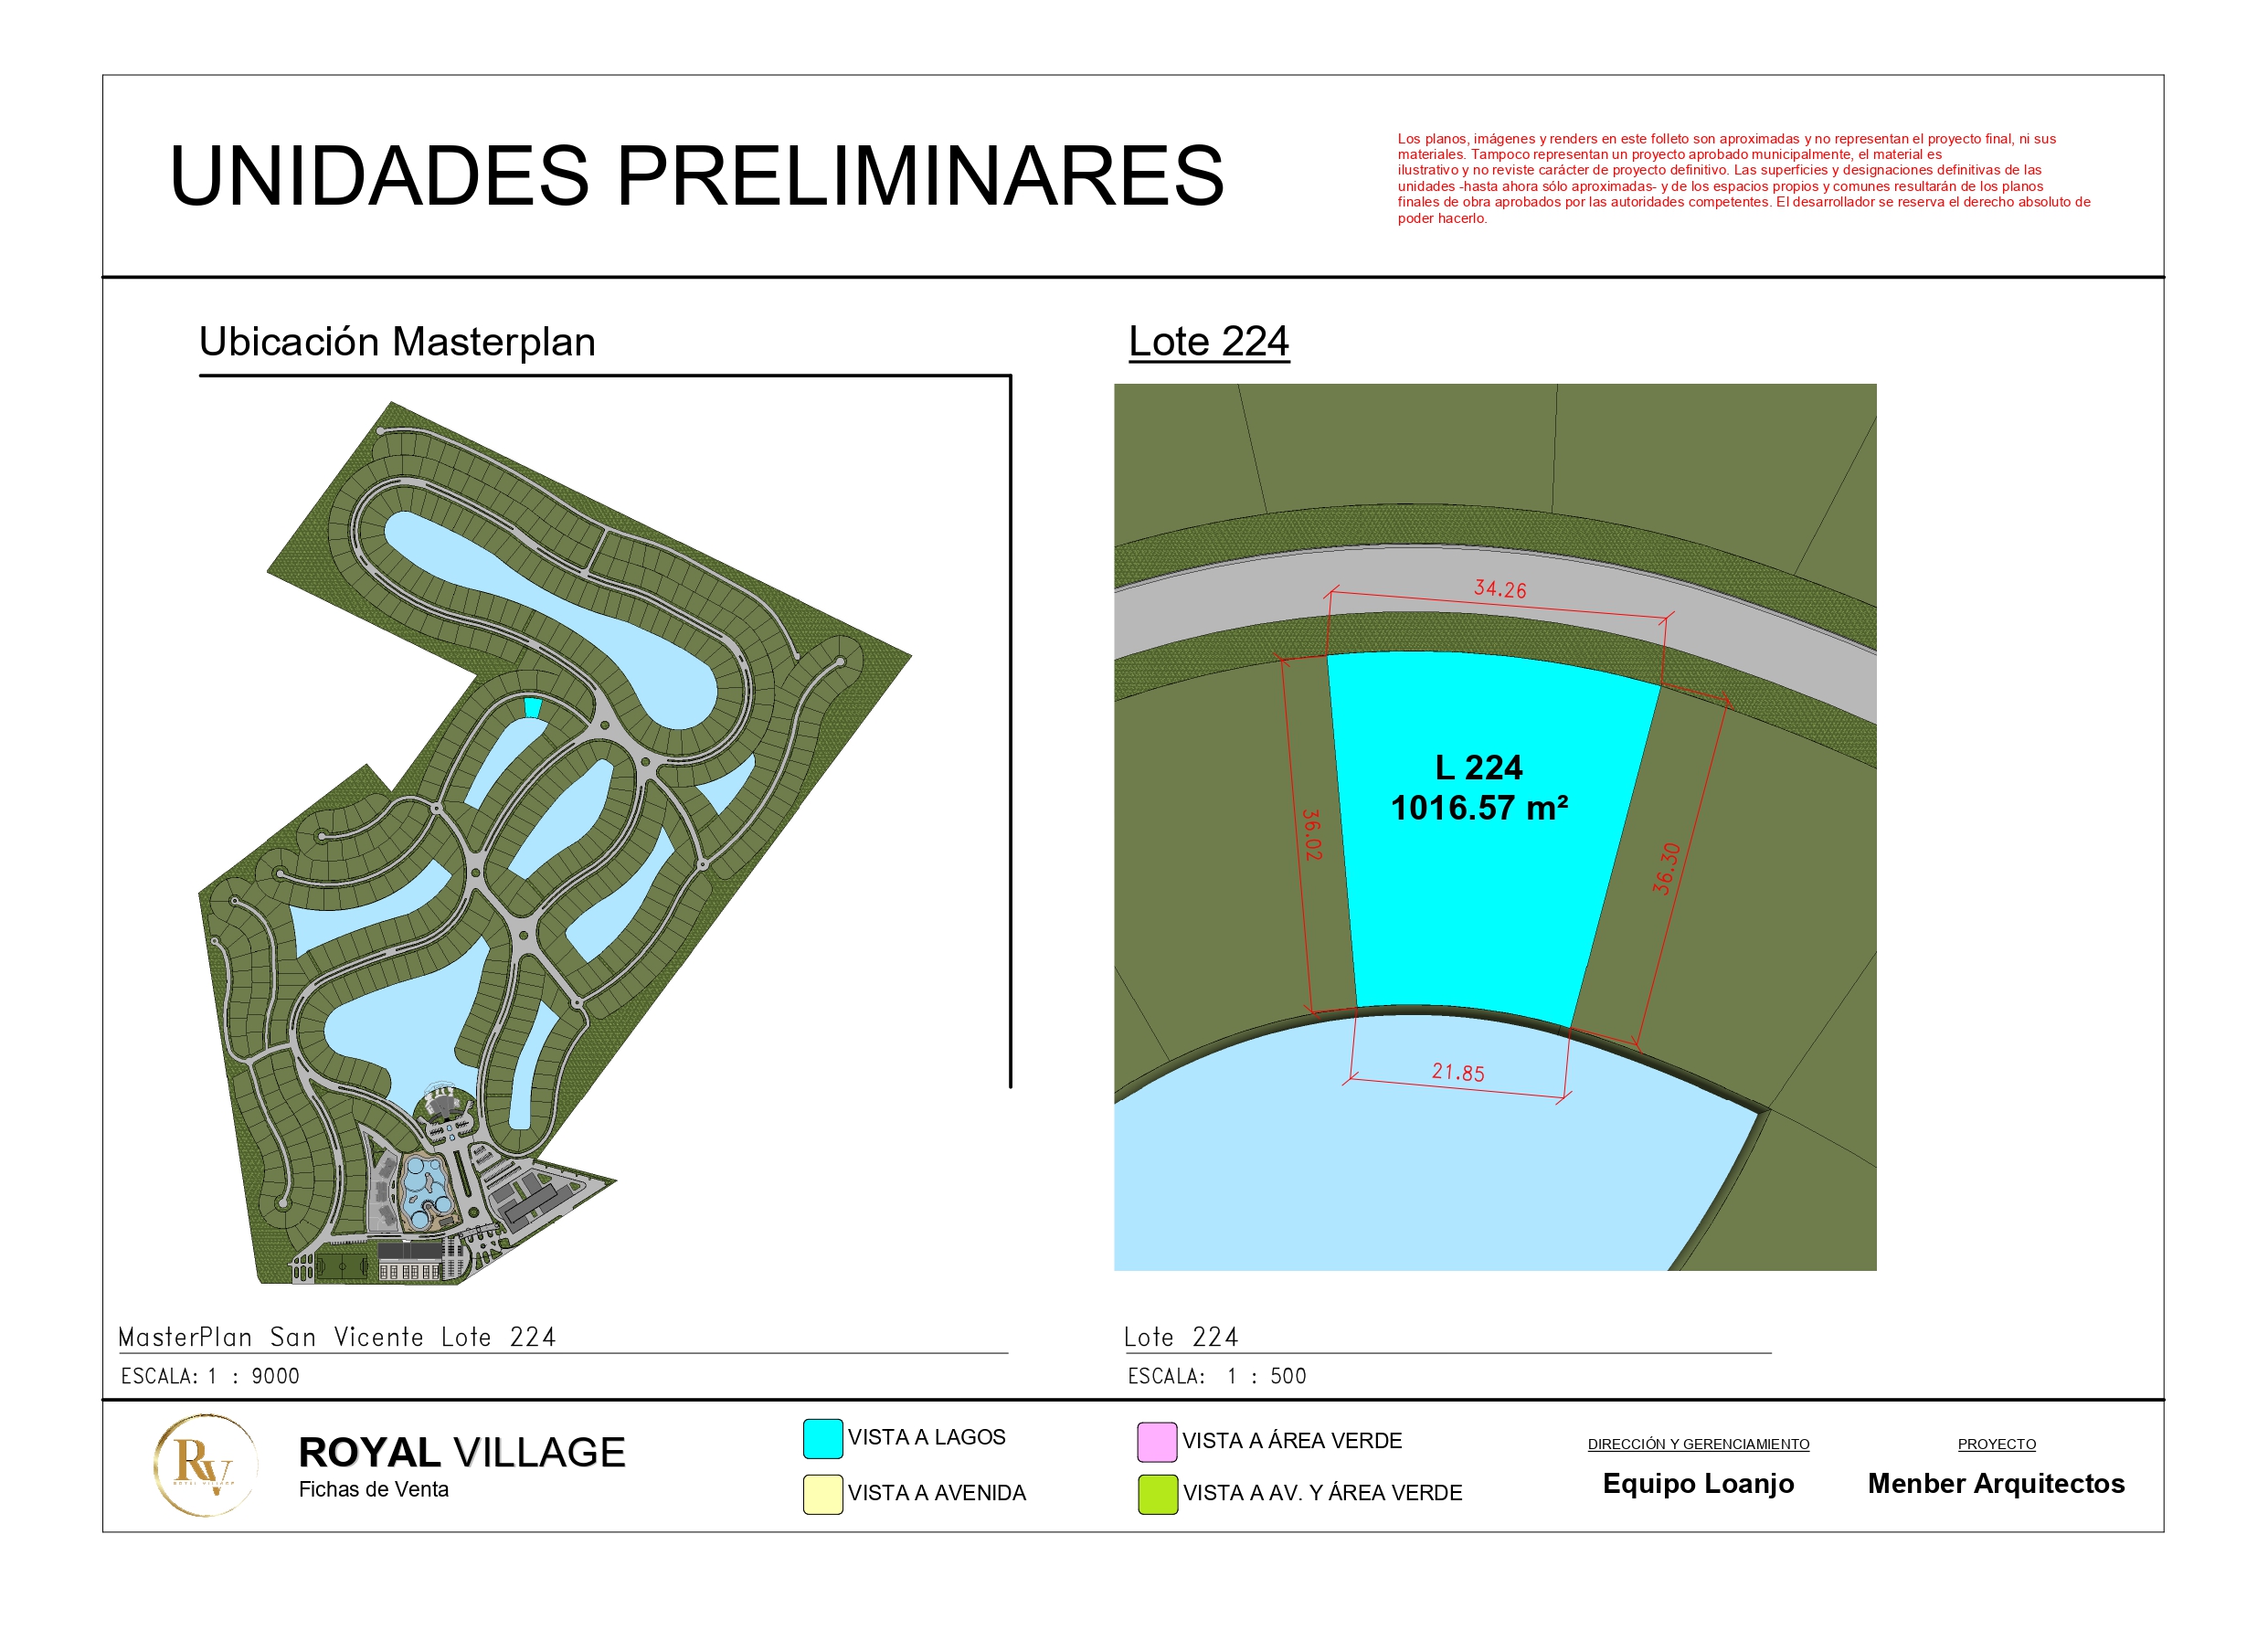 UNIDADES PRELIMINARES
Los planos, imágenes y renders en este folleto son aproximadas y no representan el proyecto final, ni sus
materiales. Tampoco representan un proyecto aprobado municipalmente, el material es
ilustrativo y no reviste carácter de proyecto definitivo. Las superficies y designaciones definitivas de las
unidades -hasta ahora sólo aproximadas- y de los espacios propios y comunes resultarán de los planos
finales de obra aprobados por las autoridades competentes. El desarrollador se reserva el derecho absoluto de
poder hacerlo.
Ubicación Masterplan
Lote 224
34.26
L 224
1016.57 m²
36.02
36.30
21.85
MasterPlan San Vicente Lote 224
ESCALA: 1 : 9000
Lote 224
ESCALA: 1 : 500
RV
ROYAL VILLAGE
ROYAL VILLAGE
Fichas de Venta
VISTA A LAGOS
VISTA A AVENIDA
VISTA A ÁREA VERDE
VISTA A AV. Y ÁREA VERDE
DIRECCIÓN Y GERENCIAMIENTO
Equipo Loanjo
PROYECTO
Menber Arquitectos